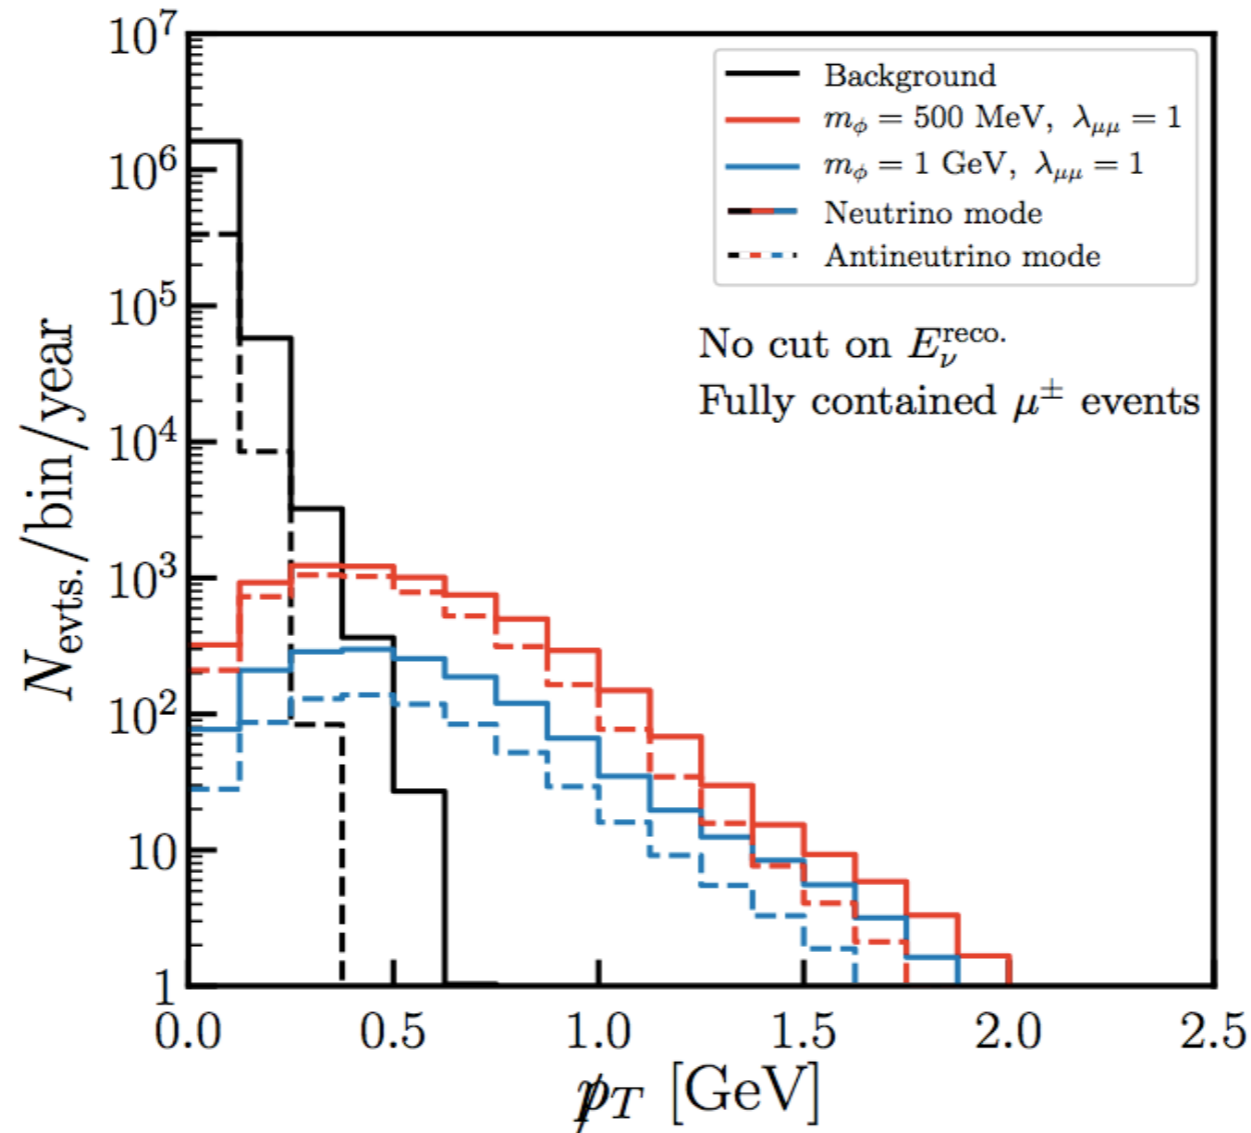 N_evts./bin/year
10^7
10^6
10^5
10^4
10^3
10^2
10
1
Background
m_ϕ = 500 MeV, λ_μμ = 1
m_ϕ = 1 GeV, λ_μμ = 1
Neutrino mode
Antineutrino mode
No cut on E_ν^reco.
Fully contained μ^± events
0.0 0.5 1.0 1.5 2.0 2.5
p̸_T [GeV]